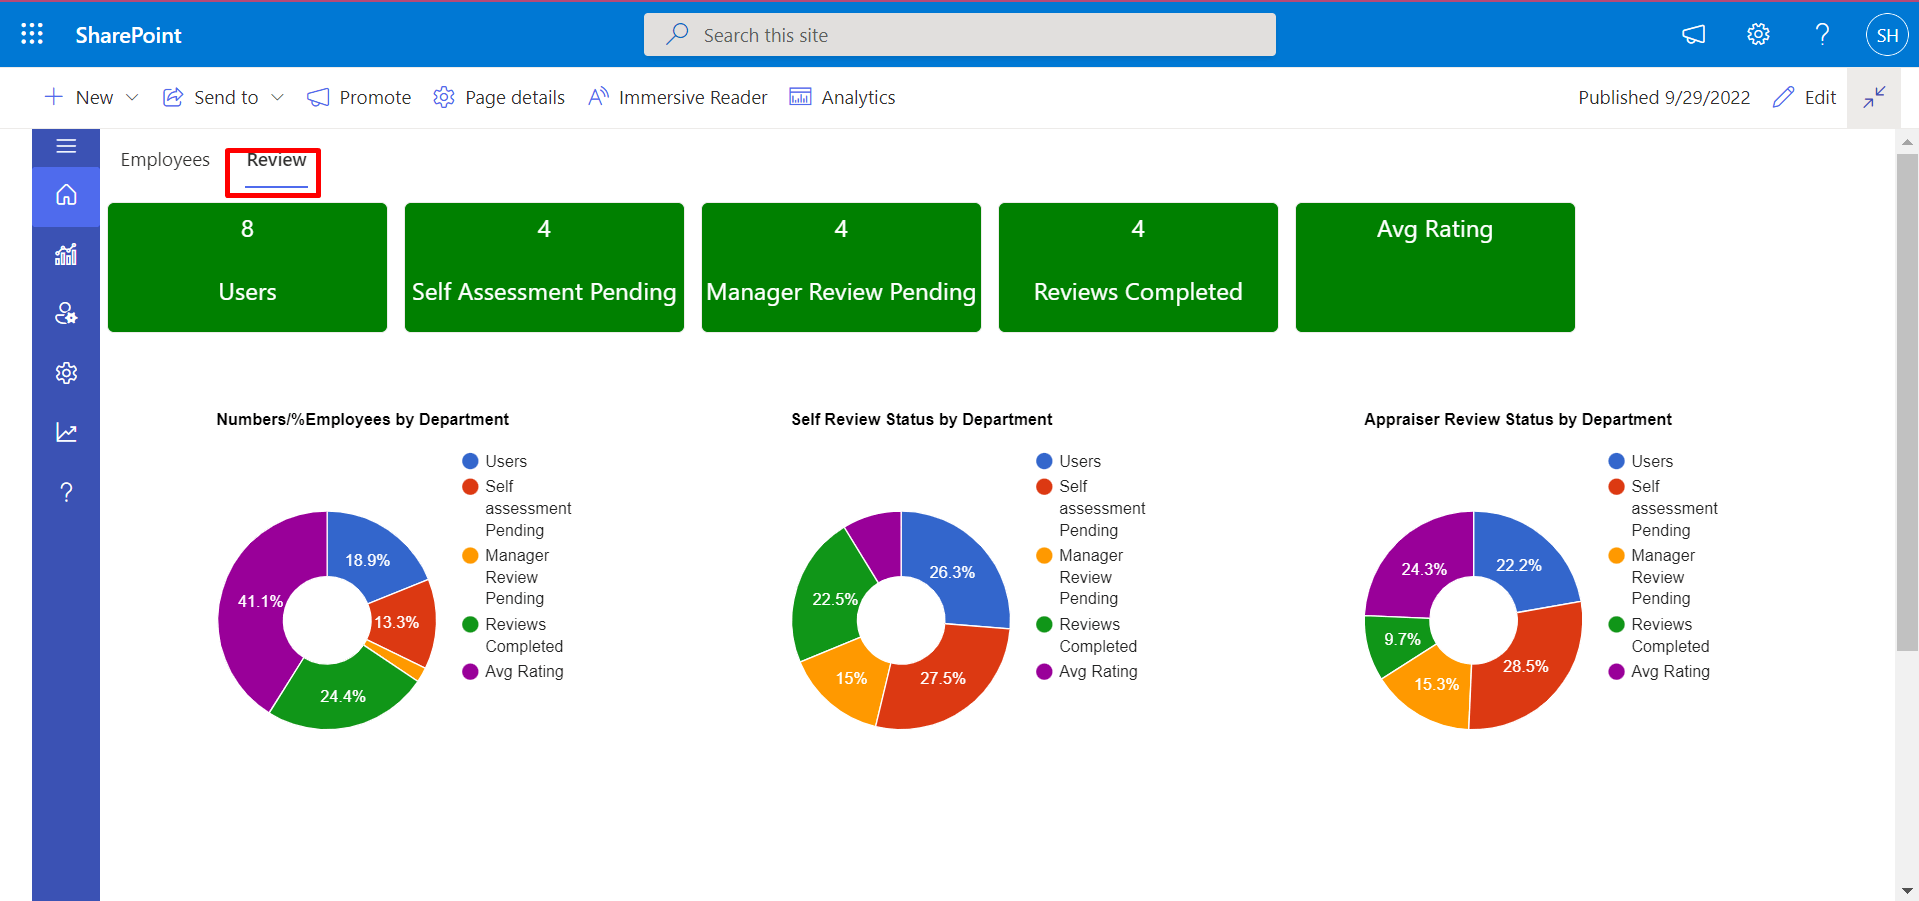 SharePoint
Search this site
?
SH
New
Send to
Promote
Page details
Immersive Reader
Analytics
Published 9/29/2022
Edit
Employees
Review
8
Users
4
Self Assessment Pending
4
Manager Review Pending
4
Reviews Completed
Avg Rating
?
Numbers/%Employees by Department
Users
Self
assessment
Pending
Manager
Review
Pending
Reviews
Completed
Avg Rating
18.9%
13.3%
24.4%
41.1%
Self Review Status by Department
Users
Self
assessment
Pending
Manager
Review
Pending
Reviews
Completed
Avg Rating
26.3%
27.5%
15%
22.5%
Appraiser Review Status by Department
Users
Self
assessment
Pending
Manager
Review
Pending
Reviews
Completed
Avg Rating
22.2%
28.5%
15.3%
9.7%
24.3%